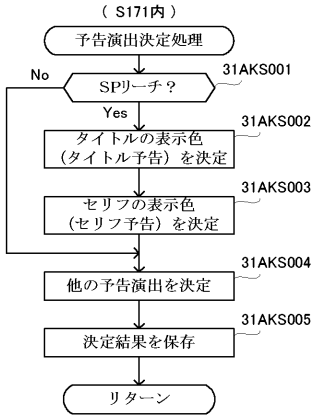 （ S171内 ）
予告演出決定処理
31AKS001
No
SPリーチ？
Yes
31AKS002
タイトルの表示色
（タイトル予告）を決定
31AKS003
セリフの表示色
（セリフ予告）を決定
31AKS004
他の予告演出を決定
31AKS005
決定結果を保存
リターン